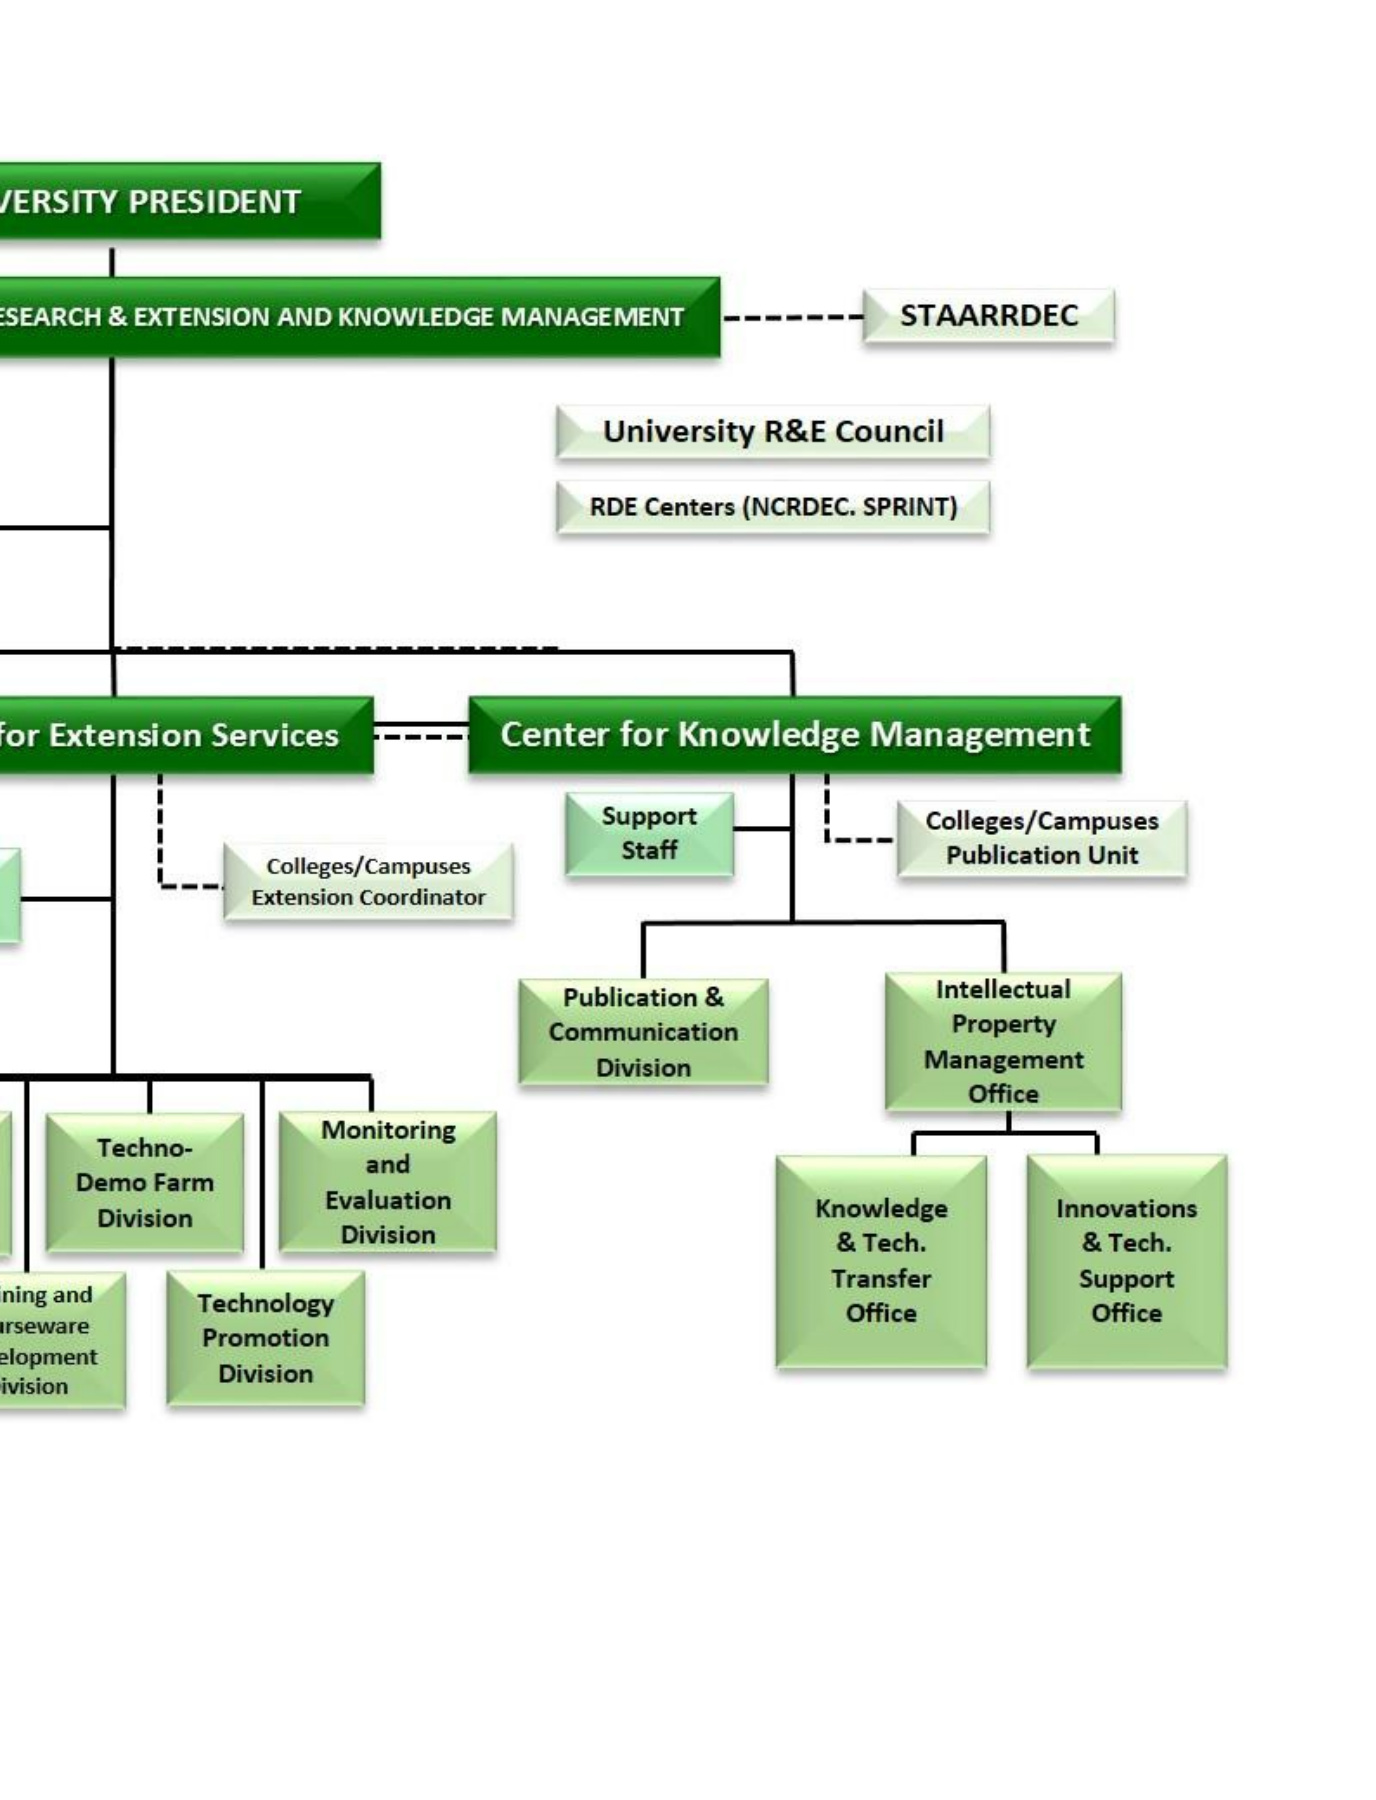 VERSITY PRESIDENT
ESEARCH & EXTENSION AND KNOWLEDGE MANAGEMENT
STAARRDEC
University R&E Council
RDE Centers (NCRDEC. SPRINT)
for Extension Services
Center for Knowledge Management
Support
Staff
Colleges/Campuses
Publication Unit
Colleges/Campuses
Extension Coordinator
Publication &
Communication
Division
Intellectual
Property
Management
Office
Techno-
Demo Farm
Division
Monitoring
and
Evaluation
Division
Knowledge
& Tech.
Transfer
Office
Innovations
& Tech.
Support
Office
ining and
urseware
elopment
ivision
Technology
Promotion
Division